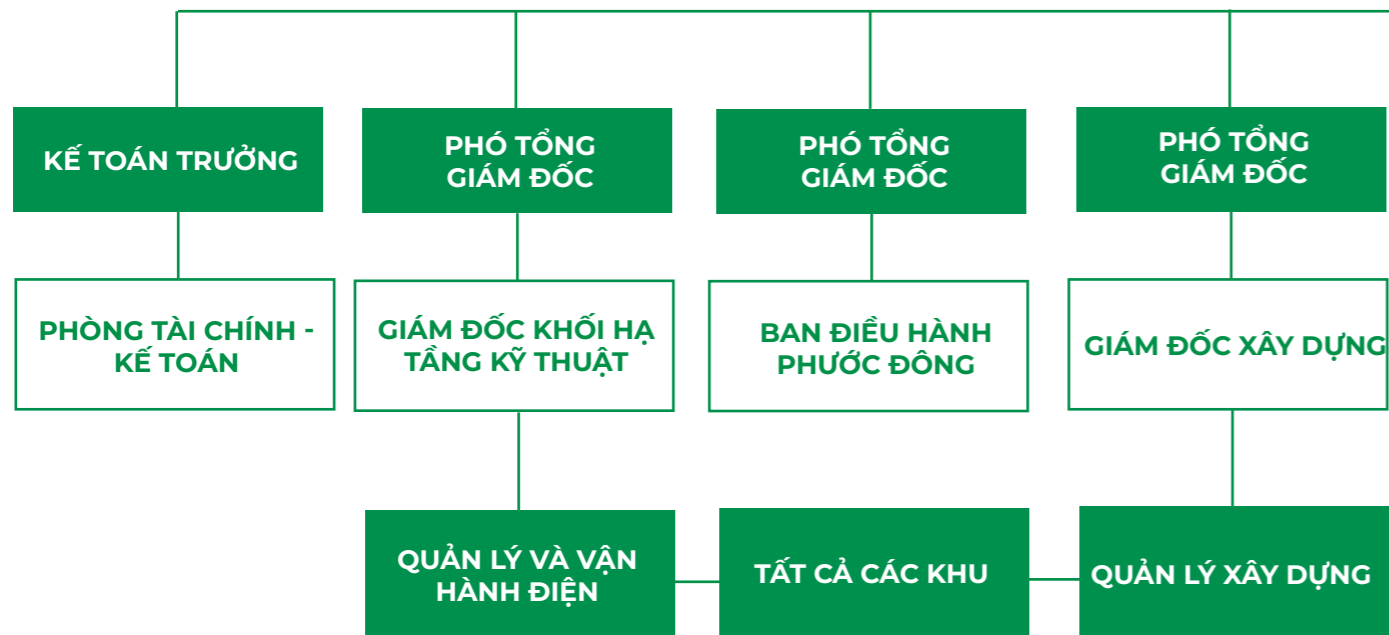 KẾ TOÁN TRƯỞNG
PHÓ TỔNG
GIÁM ĐỐC
PHÓ TỔNG
GIÁM ĐỐC
PHÓ TỔNG
GIÁM ĐỐC
PHÒNG TÀI CHÍNH -
KẾ TOÁN
GIÁM ĐỐC KHỐI HẠ
TẦNG KỸ THUẬT
BAN ĐIỀU HÀNH
PHƯỚC ĐÔNG
GIÁM ĐỐC XÂY DỰNG
QUẢN LÝ VÀ VẬN
HÀNH ĐIỆN
TẤT CẢ CÁC KHU
QUẢN LÝ XÂY DỰNG